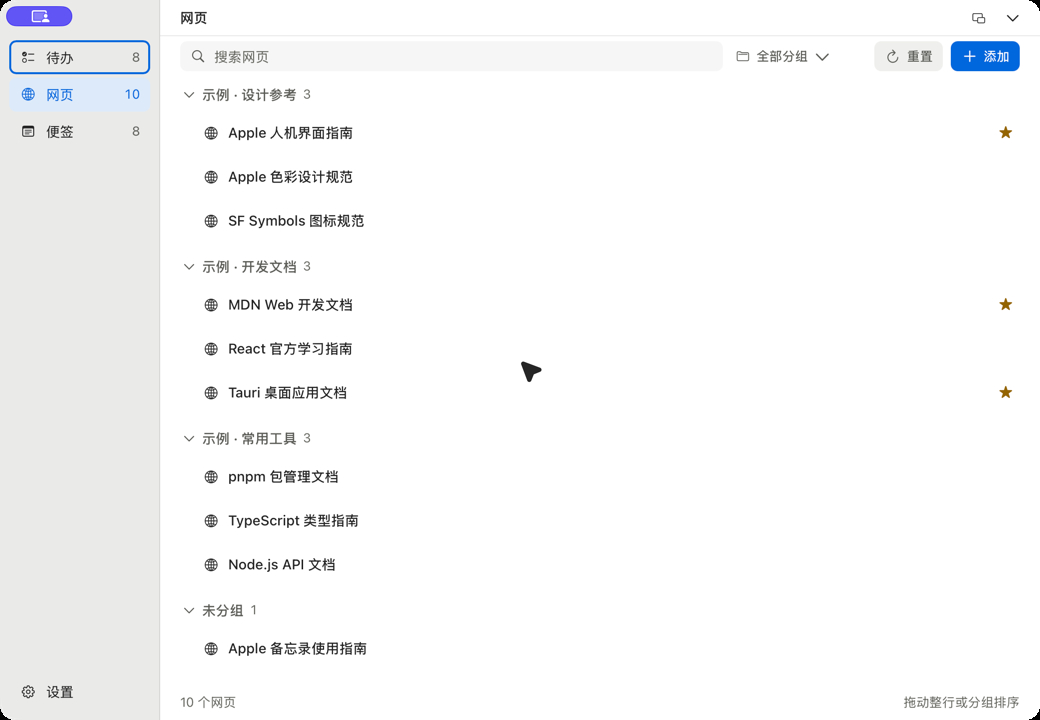 网页
待办 8
网页 10
便签 8
搜索网页
全部分组
重置
添加
示例 · 设计参考 3
Apple 人机界面指南
Apple 色彩设计规范
SF Symbols 图标规范
示例 · 开发文档 3
MDN Web 开发文档
React 官方学习指南
Tauri 桌面应用文档
示例 · 常用工具 3
pnpm 包管理文档
TypeScript 类型指南
Node.js API 文档
未分组 1
Apple 备忘录使用指南
设置
10 个网页
拖动整行或分组排序